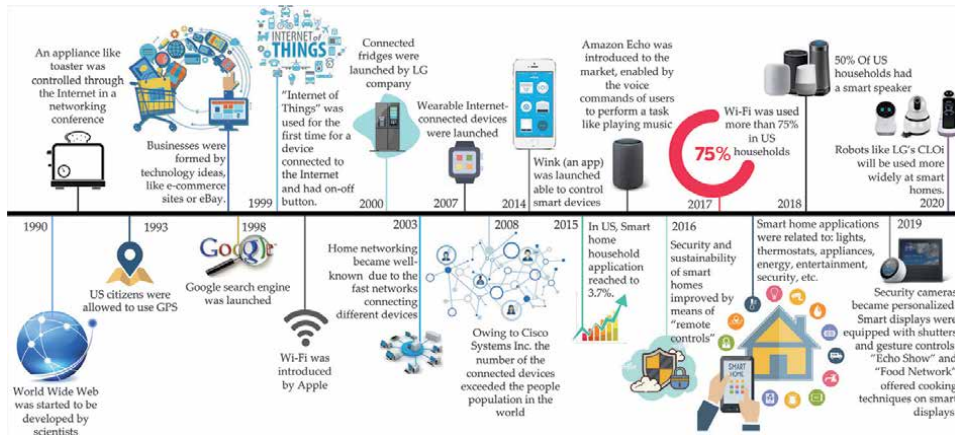 An appliance like
toaster was
controlled through
the Internet in a
networking
conference
Businesses were
formed by
technology ideas,
like e-commerce
sites or eBay.
INTERNET of
THINGS
"Internet of
Things" was
used for the
first time for a
device
connected to
the Internet
and had on-off
button.
Connected
fridges were
launched by LG
company
Wearable Internet-
connected devices
were launched
Wink (an app)
was launched
able to control
smart devices
Amazon Echo was
introduced to the
market, enabled by
the voice
commands of users
to perform a task
like playing music
75%
Wi-Fi was used
more than 75%
in US
households
50% Of US
households had
a smart speaker
Robots like LG's CLOi
will be used more
widely at smart
homes.
1999
2000
2007
2014
2017
2018
2020
1990
1993
1998
2003
2008
2015
2016
2019
World Wide Web
was started to be
developed by
scientists
US citizens were
allowed to use GPS
Google
Google search engine
was launched
Wi-Fi was
introduced
by Apple
Home networking
became well-
known due to the
fast networks
connecting
different devices
Owing to Cisco
Systems Inc. the
number of the
connected devices
exceeded the people
population in the
world
In US, Smart
home
household
application
reached to
3.7%.
Security and
sustainability
of smart
homes
improved by
means of
"remote
controls"
Smart home applications
were related to: lights,
thermostats, appliances,
energy, entertainment,
security, etc.
SMART
HOME
Security cameras
became personalized.
Smart displays were
equipped with shutters
and gesture controls.
"Echo Show" and
"Food Network"
offered cooking
techniques on smart
displays.